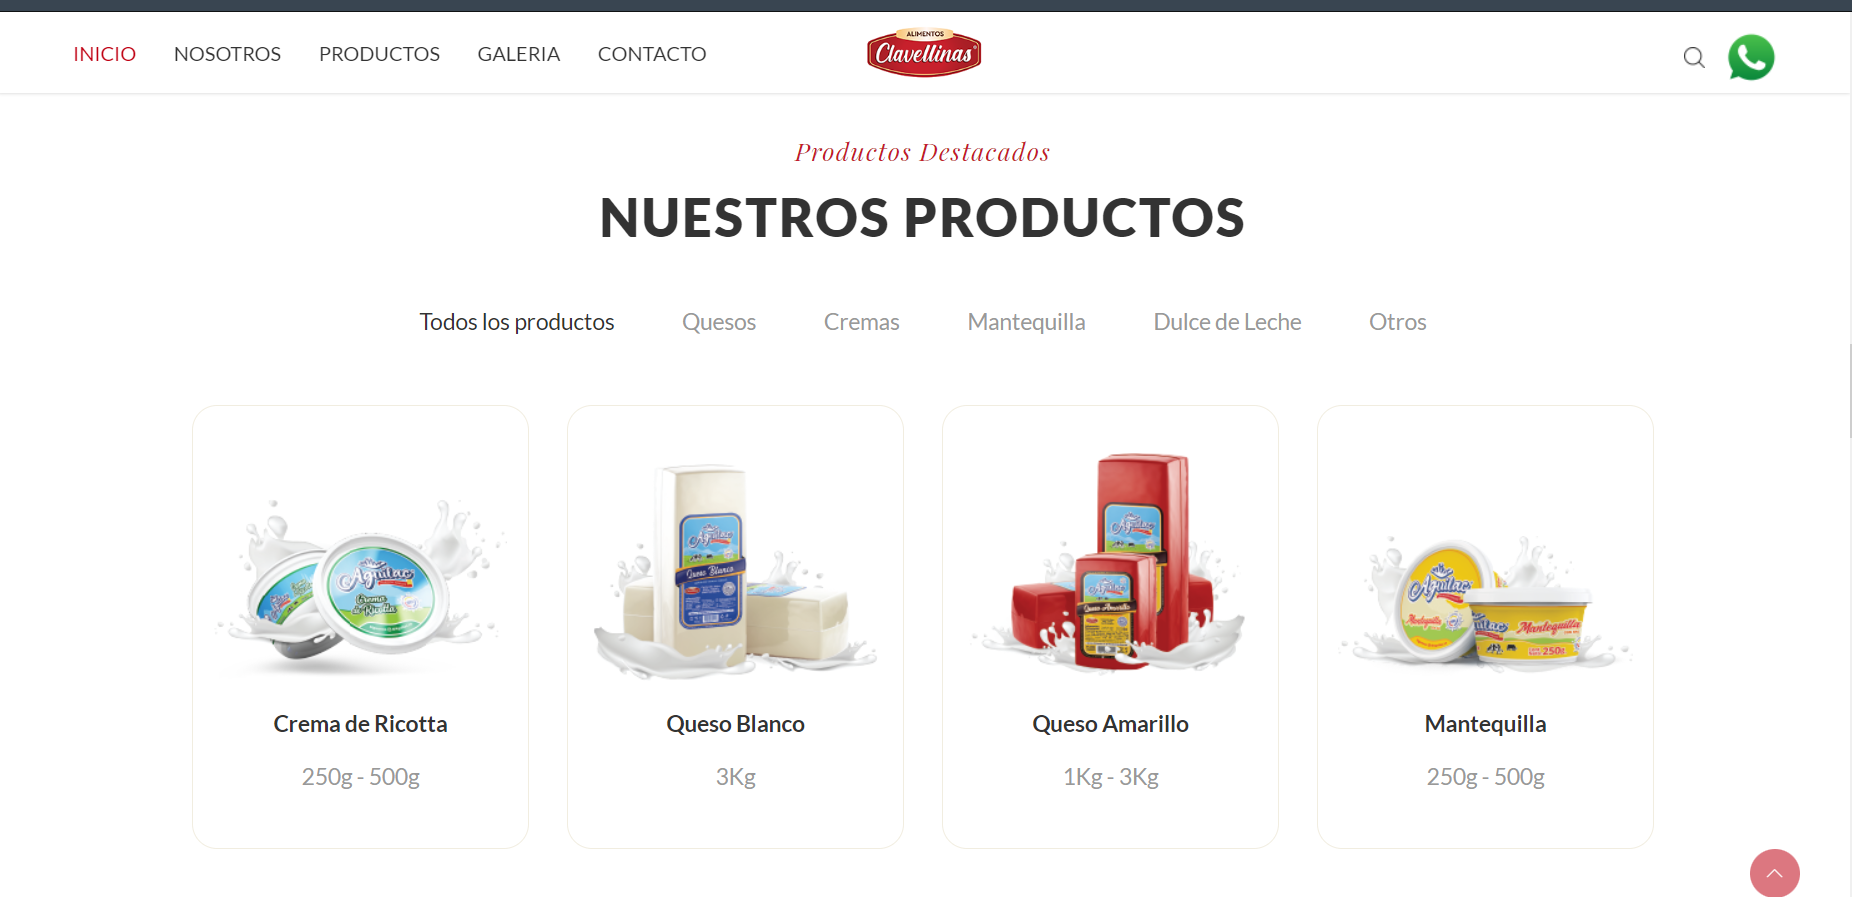 INICIO NOSOTROS PRODUCTOS GALERIA CONTACTO
ALIMENTOS
Clavellinas
Productos Destacados
NUESTROS PRODUCTOS
Todos los productos Quesos Cremas Mantequilla Dulce de Leche Otros
Aguilac
Crema
de Ricotta
Aguilac
Queso Blanco
Aguilac
Aguilac
Queso Amarillo
Aguilac
Mantequilla
Mantequilla
250g
Crema de Ricotta
250g - 500g
Queso Blanco
3Kg
Queso Amarillo
1Kg - 3Kg
Mantequilla
250g - 500g